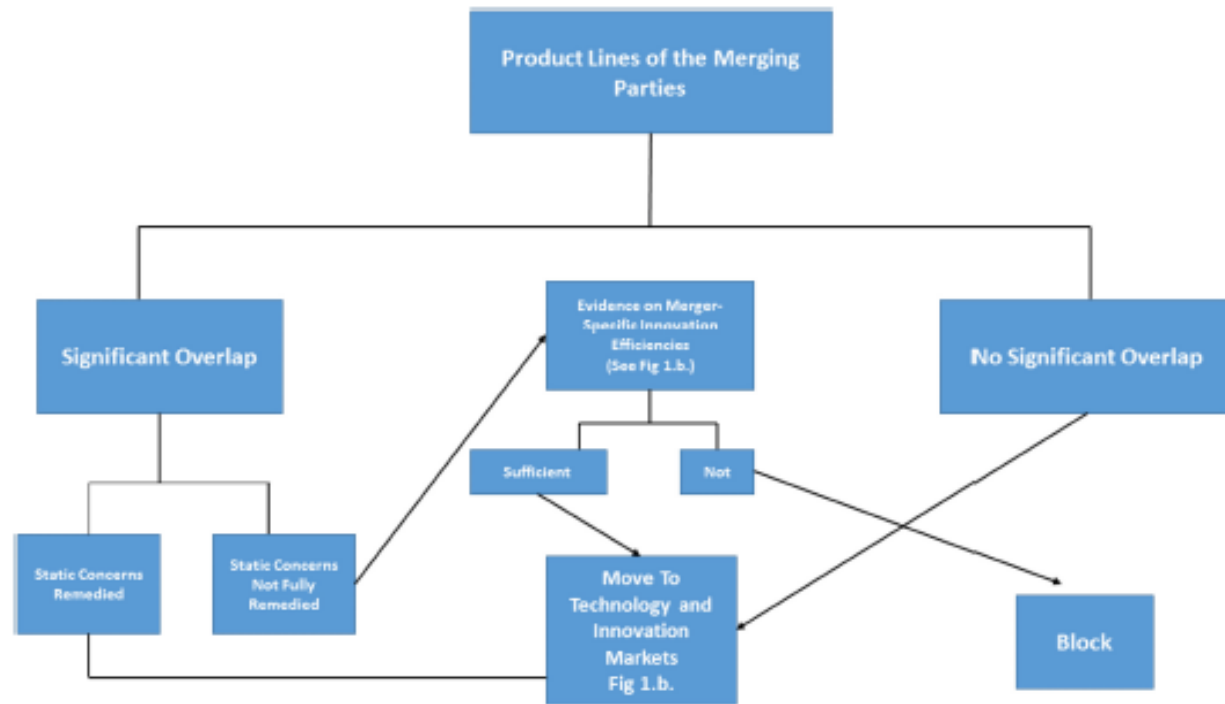 Product Lines of the Merging
Parties
Significant Overlap
Evidence on Merger-
Specific Innovation
Efficiencies
(See Fig 1.b.)
No Significant Overlap
Sufficient
Not
Static Concerns
Remedied
Static Concerns
Not Fully
Remedied
Move To
Technology and
Innovation
Markets
Fig 1.b.
Block